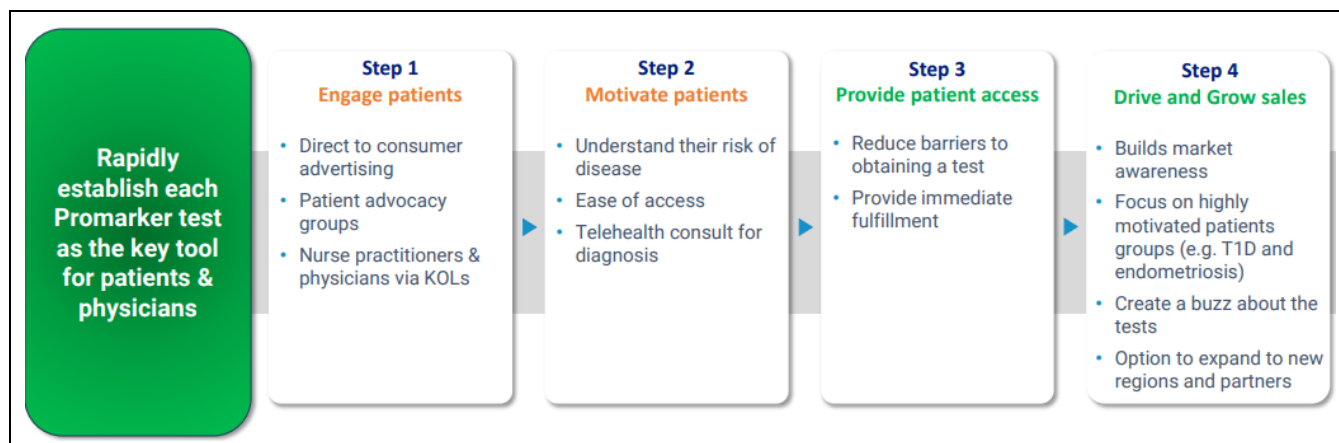 Rapidly
establish each
Promarker test
as the key tool
for patients &
physicians
Step 1
Engage patients
• Direct to consumer
advertising
• Patient advocacy
groups
• Nurse practitioners &
physicians via KOLs
Step 2
Motivate patients
• Understand their risk of
disease
• Ease of access
• Telehealth consult for
diagnosis
Step 3
Provide patient access
• Reduce barriers to
obtaining a test
• Provide immediate
fulfillment
Step 4
Drive and Grow sales
• Builds market
awareness
• Focus on highly
motivated patients
groups (e.g. T1D and
endometriosis)
• Create a buzz about the
tests
• Option to expand to new
regions and partners